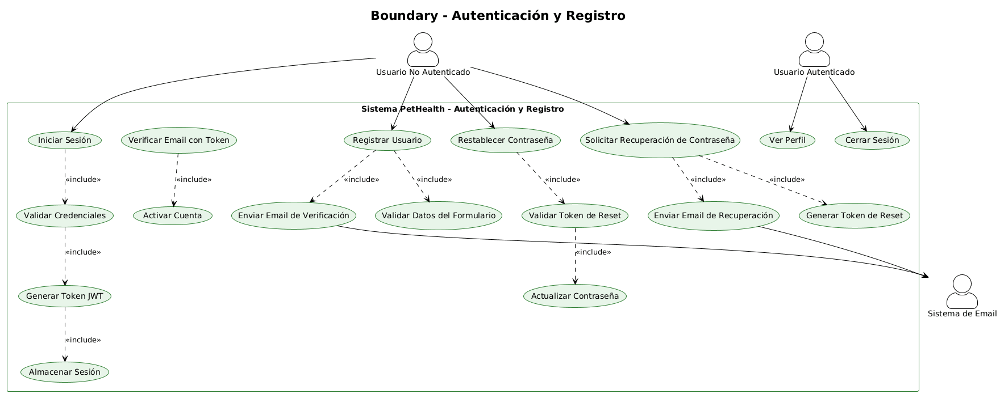 Boundary - Autenticación y Registro
Usuario No Autenticado
Usuario Autenticado
Sistema PetHealth - Autenticación y Registro
Iniciar Sesión
Verificar Email con Token
Registrar Usuario
Restablecer Contraseña
Solicitar Recuperación de Contraseña
Ver Perfil
Cerrar Sesión
«include»
«include»
«include»
«include»
«include»
«include»
«include»
Validar Credenciales
Activar Cuenta
Enviar Email de Verificación
Validar Datos del Formulario
Validar Token de Reset
Enviar Email de Recuperación
Generar Token de Reset
«include»
«include»
Generar Token JWT
Actualizar Contraseña
Sistema de Email
«include»
Almacenar Sesión